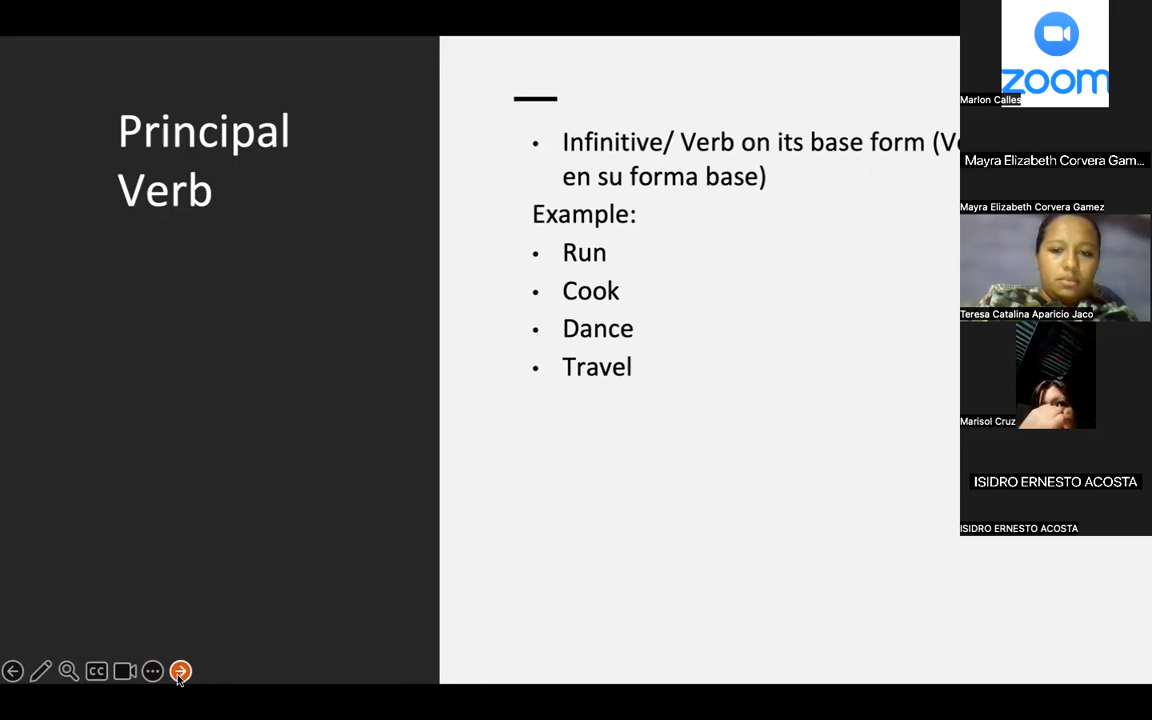 Principal
Verb
• Infinitive/ Verb on its base form
en su forma base)
Example:
• Run
• Cook
• Dance
• Travel
CC
zoom
Marlon Calles
Mayra Elizabeth Corvera Gam...
Mayra Elizabeth Corvera Gamez
Teresa Catalina Aparicio Jaco
Marisol Cruz
ISIDRO ERNESTO ACOSTA
ISIDRO ERNESTO ACOSTA